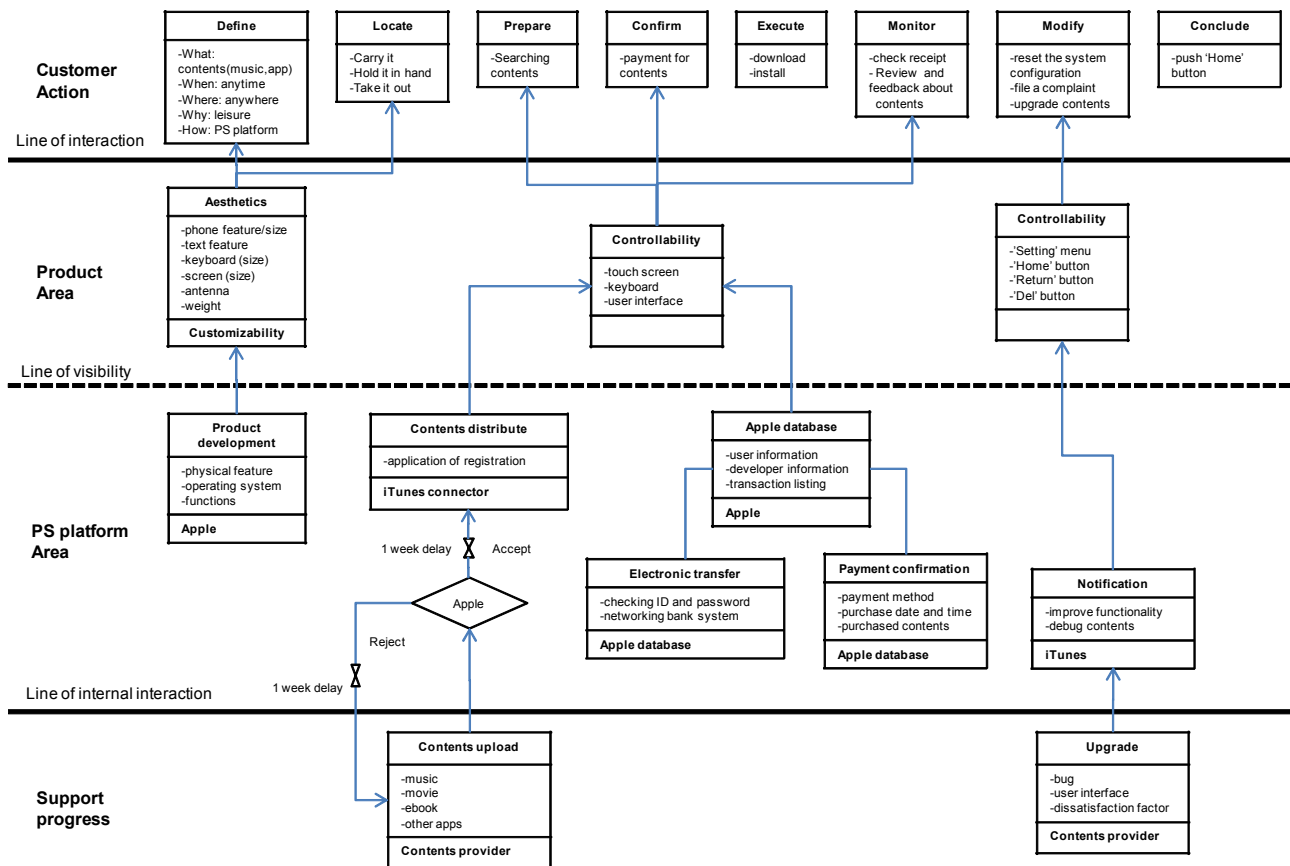 Customer
Action
Define
-What:
contents(music,app)
-When: anytime
-Where: anywhere
-Why: leisure
-How: PS platform
Locate
-Carry it
-Hold it in hand
-Take it out
Prepare
-Searching
contents
Confirm
-payment for
contents
Execute
-download
-install
Monitor
-check receipt
- Review and
feedback about
contents
Modify
-reset the system
configuration
-file a complaint
-upgrade contents
Conclude
-push ‘Home’
button
Line of interaction
Product
Area
Aesthetics
-phone feature/size
-text feature
-keyboard (size)
-screen (size)
-antenna
-weight
Customizability
Controllability
-touch screen
-keyboard
-user interface
Controllability
-’Setting’ menu
-’Home’ button
-’Return’ button
-’Del’ button
Line of visibility
PS platform
Area
Product
development
-physical feature
-operating system
-functions
Apple
Contents distribute
-application of registration
iTunes connector
1 week delay
Accept
Apple
Reject
1 week delay
Apple database
-user information
-developer information
-transaction listing
Apple
Electronic transfer
-checking ID and password
-networking bank system
Apple database
Payment confirmation
-payment method
-purchase date and time
-purchased contents
Apple database
Notification
-improve functionality
-debug contents
iTunes
Line of internal interaction
Support
progress
Contents upload
-music
-movie
-ebook
-other apps
Contents provider
Upgrade
-bug
-user interface
-dissatisfaction factor
Contents provider